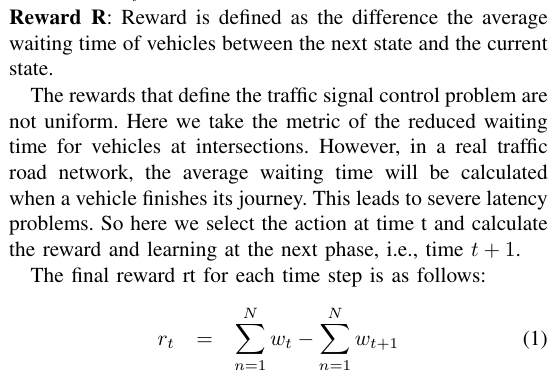 Reward R: Reward is defined as the difference the average
waiting time of vehicles between the next state and the current
state.
The rewards that define the traffic signal control problem are
not uniform. Here we take the metric of the reduced waiting
time for vehicles at intersections. However, in a real traffic
road network, the average waiting time will be calculated
when a vehicle finishes its journey. This leads to severe latency
problems. So here we select the action at time t and calculate
the reward and learning at the next phase, i.e., time t + 1.
The final reward rt for each time step is as follows:
r_t = \sum_{n=1}^{N} w_t - \sum_{n=1}^{N} w_{t+1} (1)